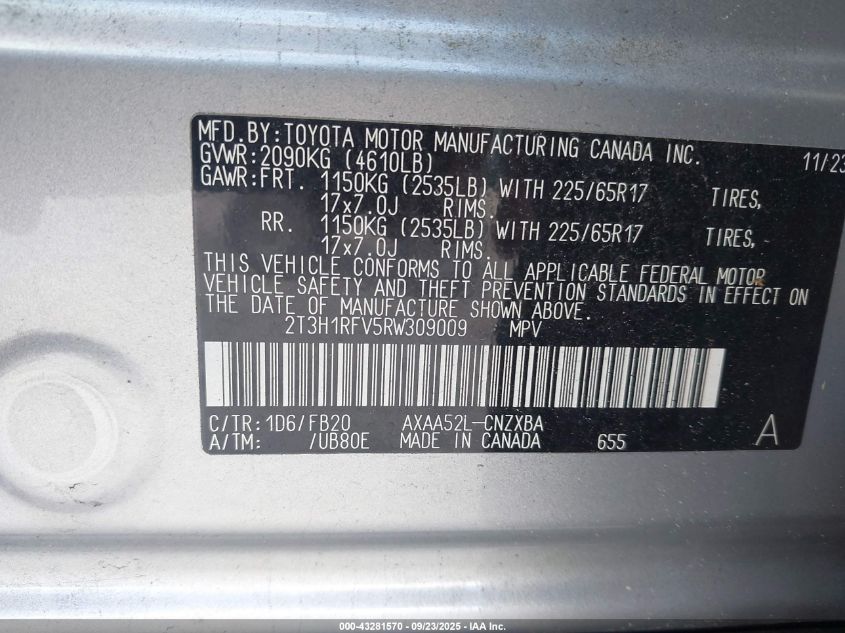 MFD.BY:TOYOTA MOTOR MANUFACTURING CANADA INC. 11/23
GVWR:2090KG (4610LB)
GAWR:FRT. 1150KG (2535LB) WITH 225/65R17 TIRES,
17x7.0J RIMS.
RR. 1150KG (2535LB) WITH 225/65R17 TIRES,
17x7.0J RIMS.
THIS VEHICLE CONFORMS TO ALL APPLICABLE FEDERAL MOTOR
VEHICLE SAFETY AND THEFT PREVENTION STANDARDS IN EFFECT ON
THE DATE OF MANUFACTURE SHOWN ABOVE.
2T3H1RFV5RW309009 MPV
C/TR:1D6/FB20 AXAA52L-CNZXBA
A/TM: /UB80E MADE IN CANADA 655 A
000-43281570 - 09/23/2025 - IAA Inc.